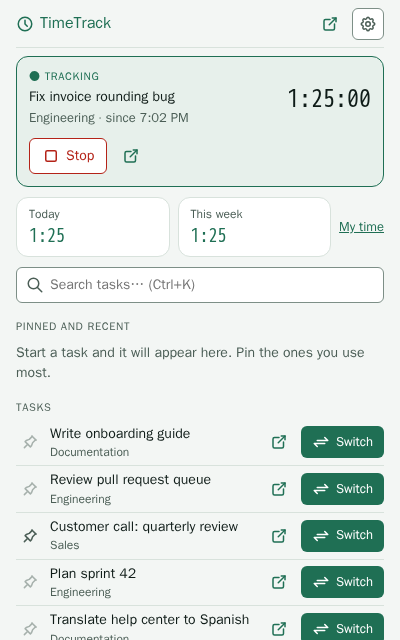 TimeTrack
TRACKING
Fix invoice rounding bug
1:25:00
Engineering · since 7:02 PM
Stop
Today
1:25
This week
1:25
My time
Search tasks··· (Ctrl+K)
PINNED AND RECENT
Start a task and it will appear here. Pin the ones you use
most.
TASKS
Write onboarding guide
Documentation
Switch
Review pull request queue
Engineering
Switch
Customer call: quarterly review
Sales
Switch
Plan sprint 42
Engineering
Switch
Translate help center to Spanish
Documentation
Switch